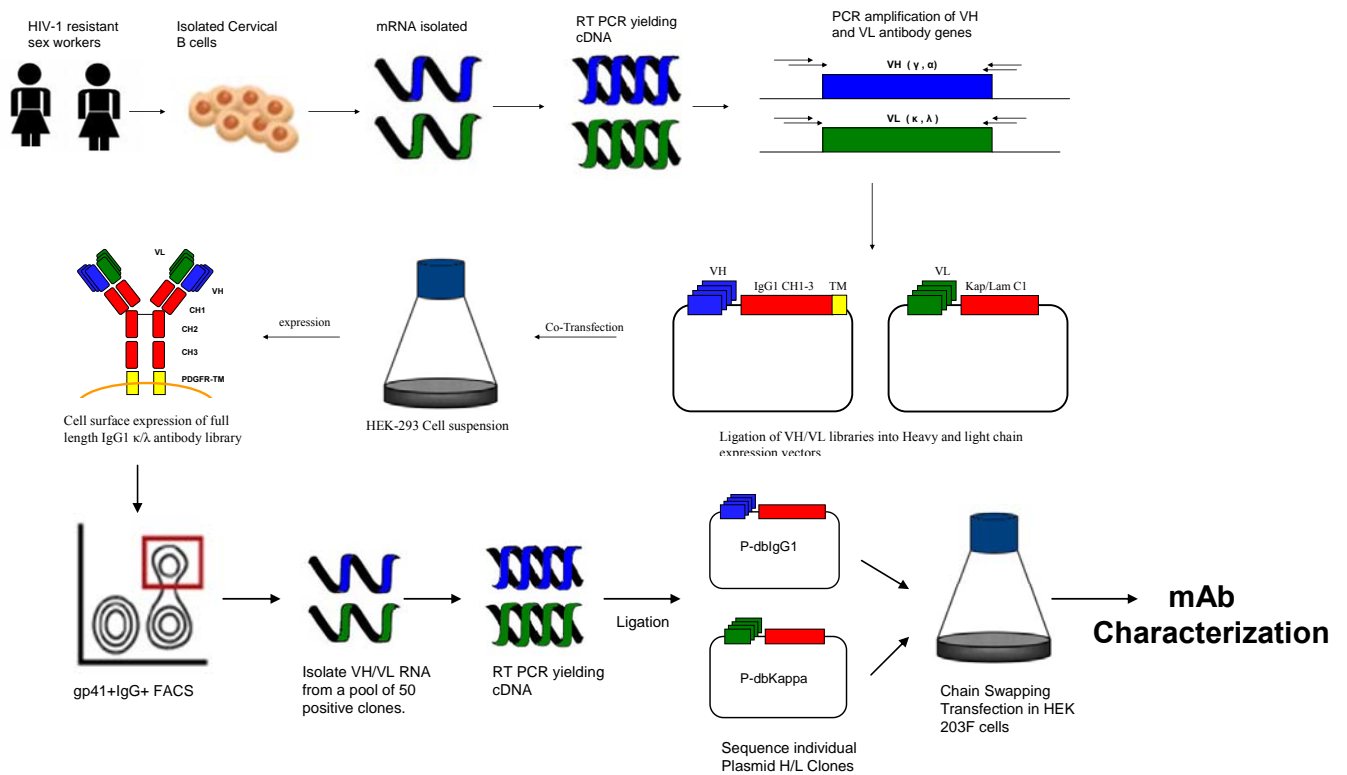 HIV-1 resistant
sex workers
Isolated Cervical
B cells
mRNA isolated
RT PCR yielding
cDNA
PCR amplification of VH
and VL antibody genes
VH ( γ , α)
VL ( κ , λ )
VL
VH
CH1
CH2
CH3
PDGFR-TM
Cell surface expression of full
length IgG1 κ/λ antibody library
expression
HEK-293 Cell suspension
Co-Transfection
VH
IgG1 CH1-3
TM
VL
Kap/Lam C1
Ligation of VH/VL libraries into Heavy and light chain
expression vectors
gp41+IgG+ FACS
Isolate VH/VL RNA
from a pool of 50
positive clones.
RT PCR yielding
cDNA
Ligation
P-dbIgG1
P-dbKappa
Sequence individual
Plasmid H/L Clones
Chain Swapping
Transfection in HEK
203F cells
mAb
Characterization